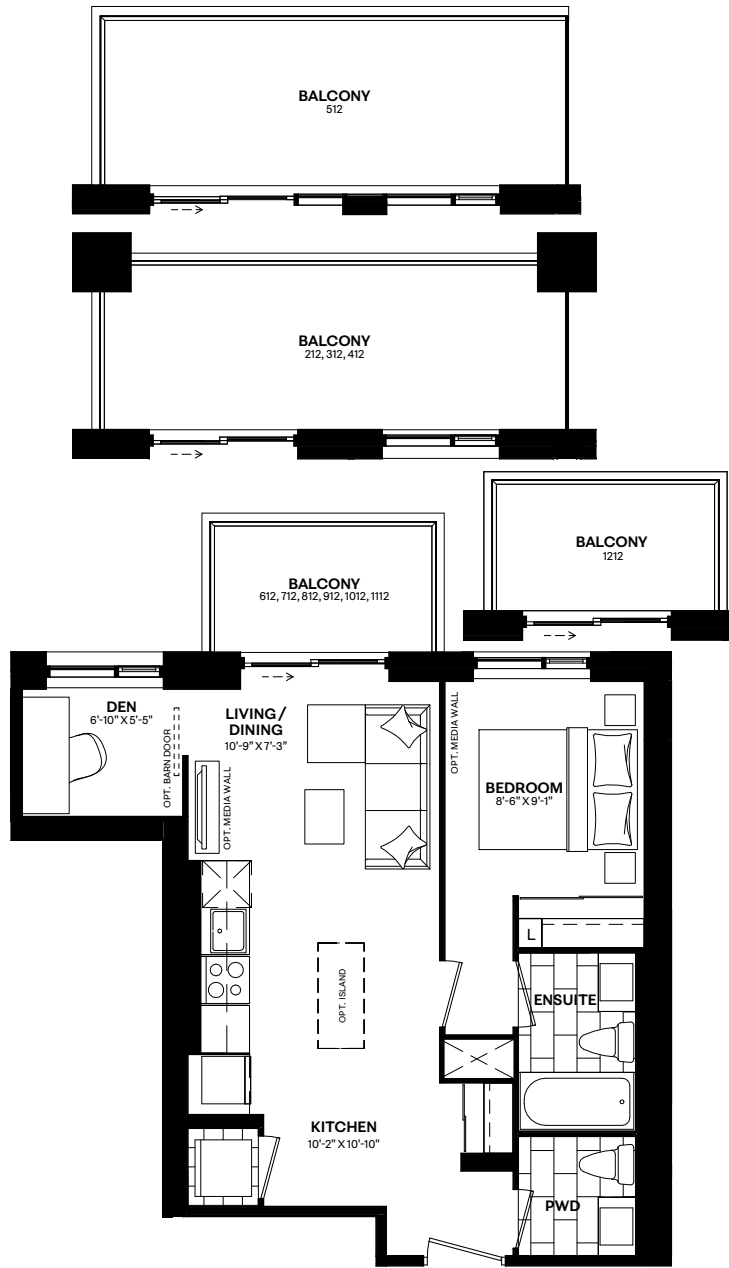 BALCONY
512
BALCONY
212, 312, 412
BALCONY
1212
BALCONY
612, 712, 812, 912, 1012, 1112
DEN
6'-10" X 5'-5"
OPT. BARN DOOR
LIVING /
DINING
10'-9" X 7'-3"
OPT. MEDIA WALL
OPT. MEDIA WALL
BEDROOM
8'-6" X 9'-1"
L
OPT. ISLAND
ENSUITE
KITCHEN
10'-2" X 10'-10"
PWD